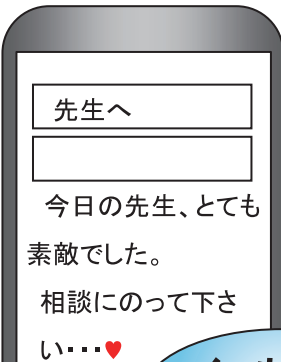 先生へ
今日の先生、とても
素敵でした。
相談にのって下さ
い・・・♥